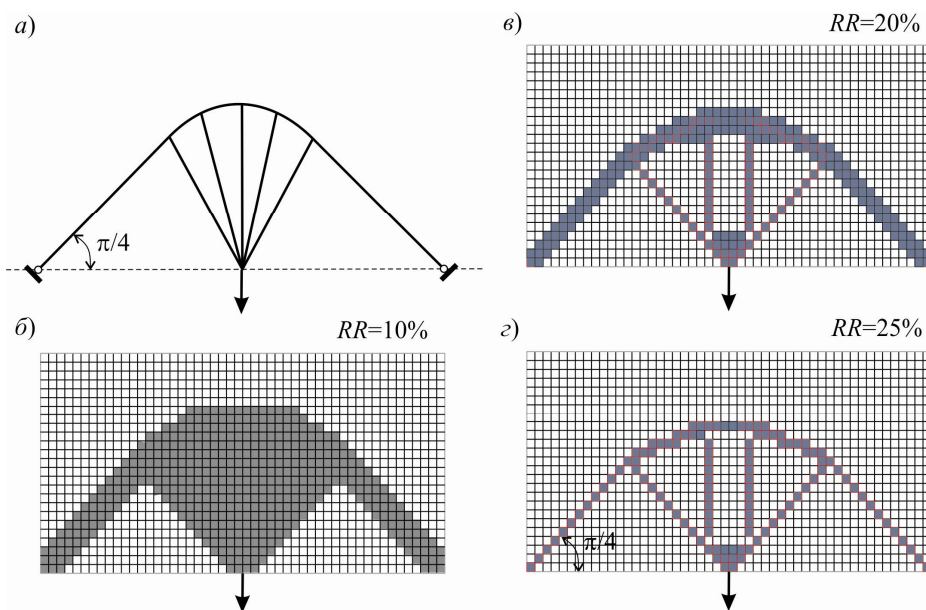 а)
π/4
б)
RR=10%
в)
RR=20%
г)
RR=25%
π/4